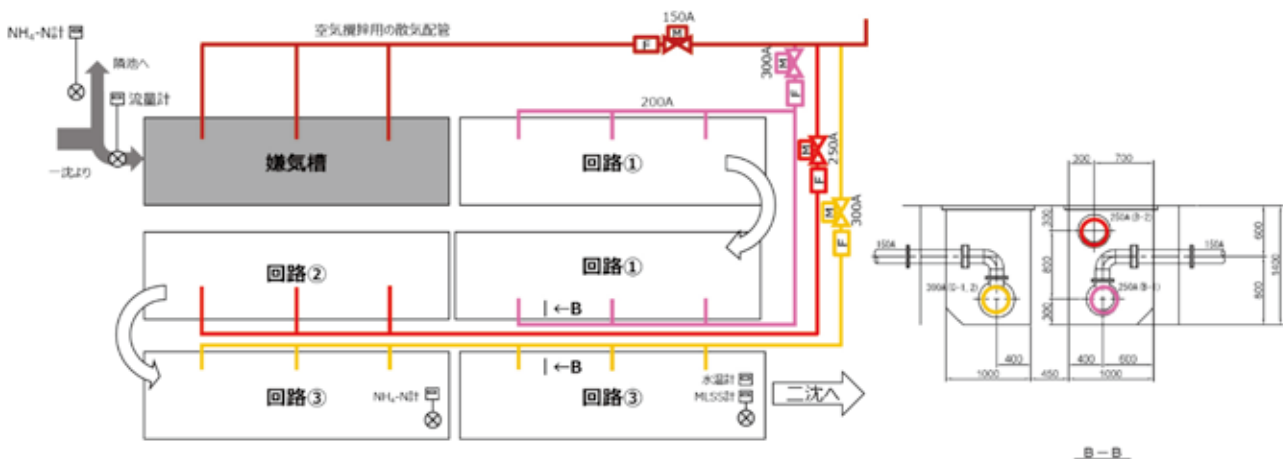 150A
空気攪拌用の散気配管
NH₄-N計
F
M
隣池へ
流量計
300A
M
F
200A
一沈より
嫌気槽
回路①
M
250A
F
M
300A
F
回路②
回路①
|←B
|←B
回路③
NH₄-N計
回路③
水温計
MLSS計
二沈へ
300
700
250A(B-2)
300
600
150A
150A
800
1400
300A(C-1,2)
250A(B-1)
800
300
400
400
600
1000
450
1000
B－B